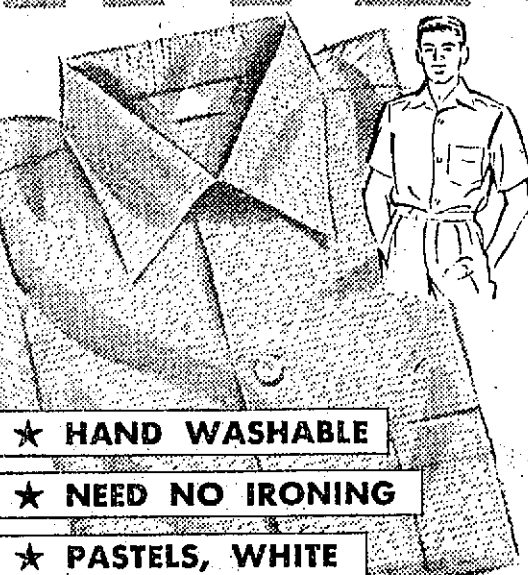 ★ HAND WASHABLE
★ NEED NO IRONING
★ PASTELS, WHITE